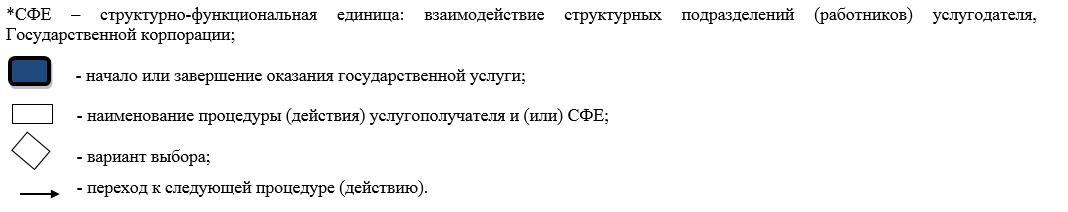 *СФЕ – структурно-функциональная единица: взаимодействие структурных подразделений (работников) услугодателя,
Государственной корпорации;
- начало или завершение оказания государственной услуги;
- наименование процедуры (действия) услугополучателя и (или) СФЕ;
- вариант выбора;
- переход к следующей процедуре (действию).